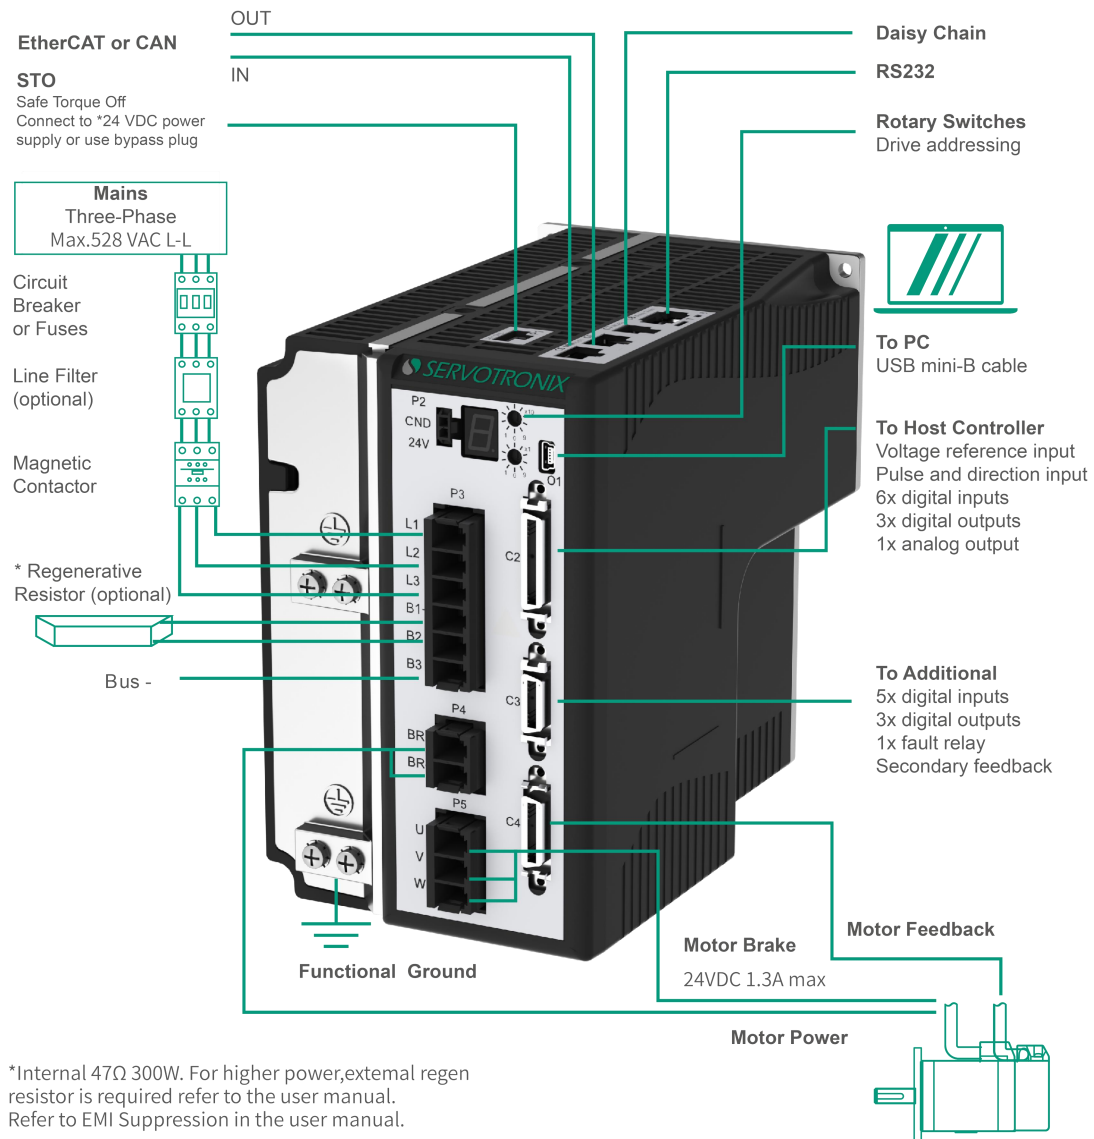 OUT
EtherCAT or CAN
IN
STO
Safe Torque Off
Connect to *24 VDC power
supply or use bypass plug
Daisy Chain
RS232
Rotary Switches
Drive addressing
Mains
Three-Phase
Max.528 VAC L-L
Circuit
Breaker
or Fuses
Line Filter
(optional)
Magnetic
Contactor
* Regenerative
Resistor (optional)
Bus -
SERVOTRONIX
P2
CND
24V
P3
L1
L2
L3
B1
B2
B3
P4
BR
BR
P5
U
V
W
O1
C2
C3
C4
To PC
USB mini-B cable
To Host Controller
Voltage reference input
Pulse and direction input
6x digital inputs
3x digital outputs
1x analog output
To Additional
5x digital inputs
3x digital outputs
1x fault relay
Secondary feedback
Functional Ground
Motor Brake
24VDC 1.3A max
Motor Feedback
Motor Power
*Internal 47Ω 300W. For higher power,extemal regen
resistor is required refer to the user manual.
Refer to EMI Suppression in the user manual.